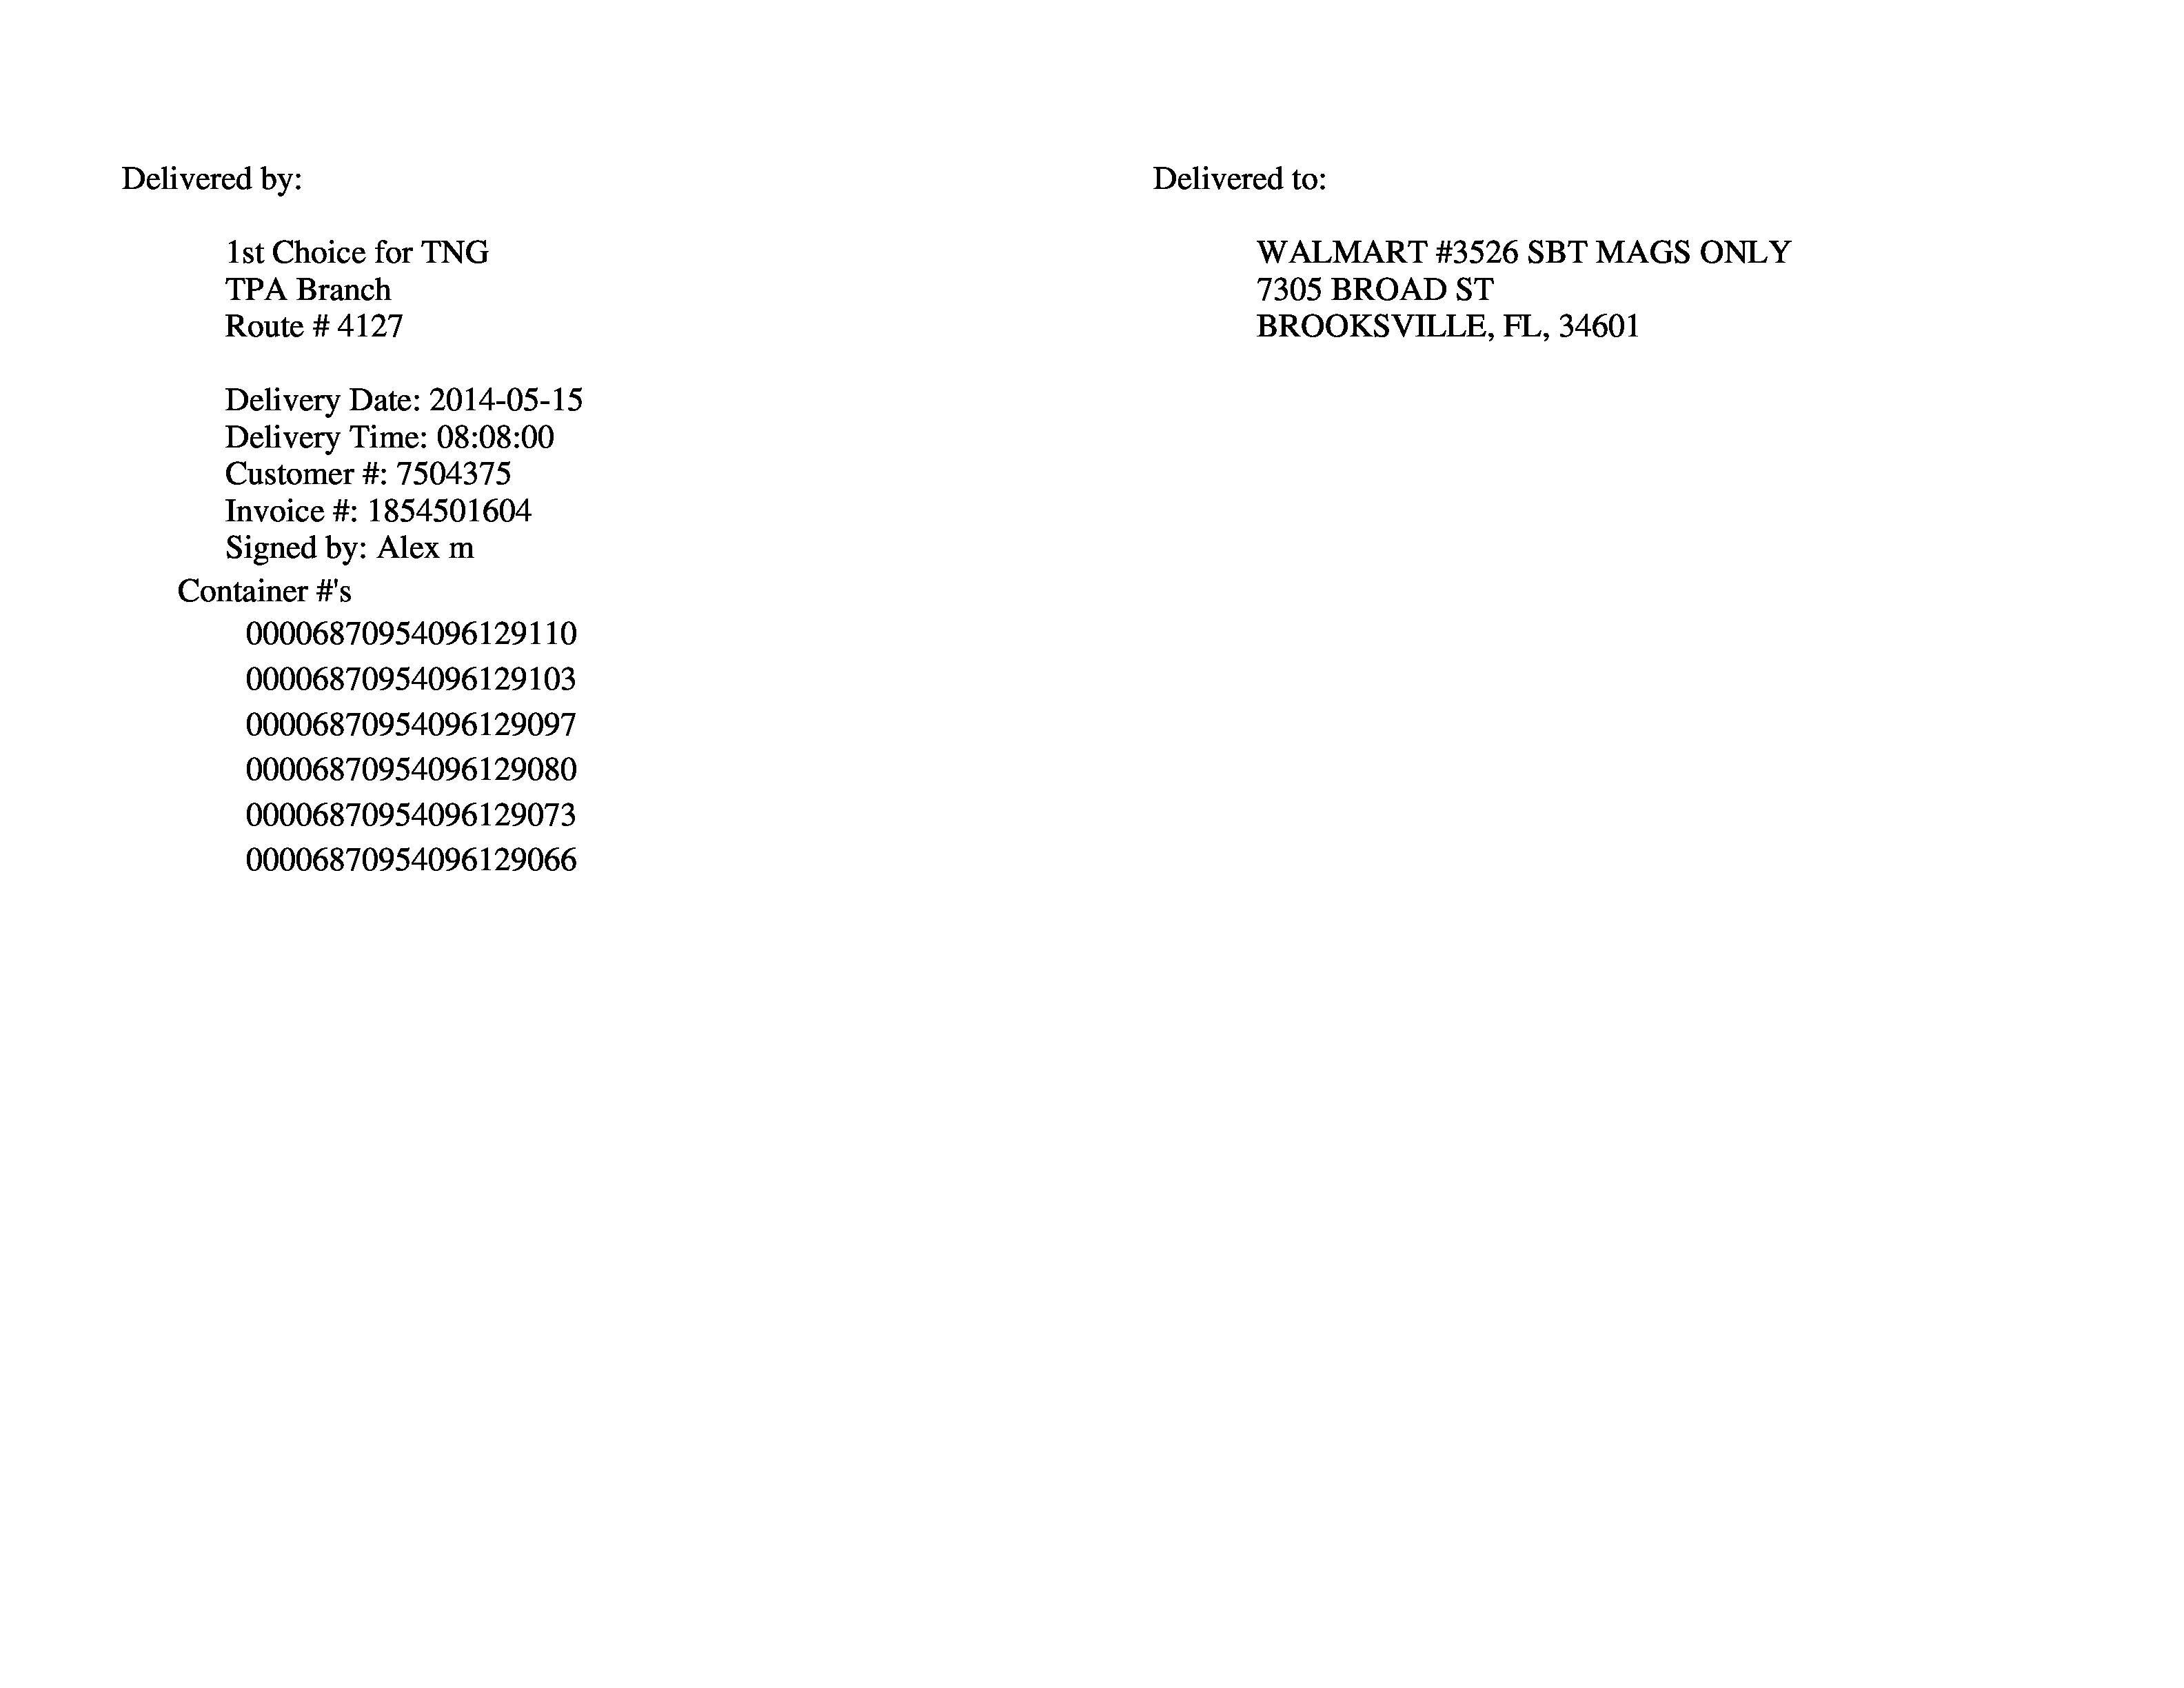 Delivered by:
1st Choice for TNG
TPA Branch
Route # 4127
Delivery Date: 2014-05-15
Delivery Time: 08:08:00
Customer #: 7504375
Invoice #: 1854501604
Signed by: Alex m
Container #'s
00006870954096129110
00006870954096129103
00006870954096129097
00006870954096129080
00006870954096129073
00006870954096129066
Delivered to:
WALMART #3526 SBT MAGS ONLY
7305 BROAD ST
BROOKSVILLE, FL, 34601